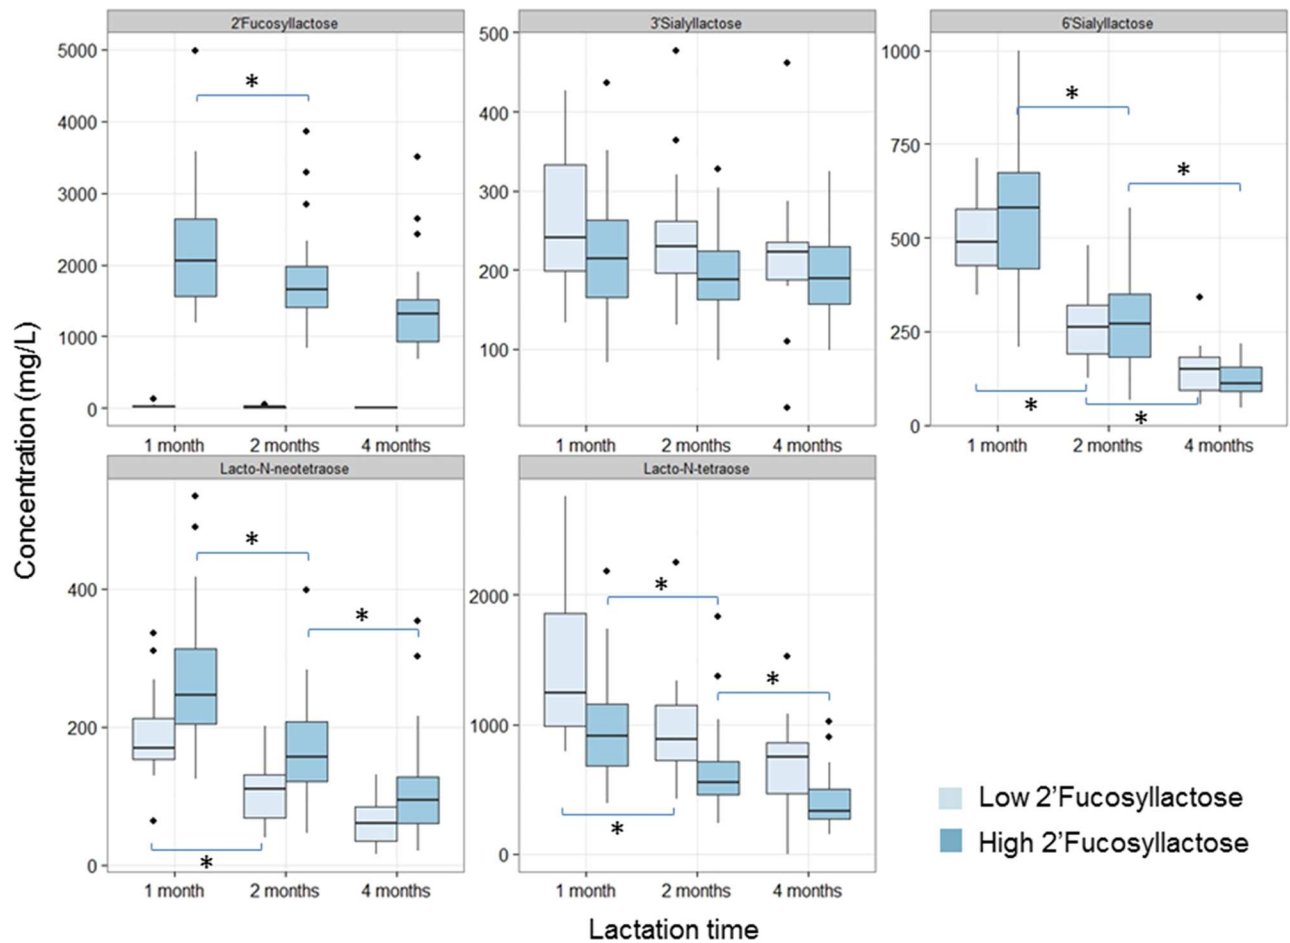 2'Fucosyllactose
3'Siallyllactose
6'Siallyllactose
5000
4000
3000
2000
1000
0
*
1 month
2 months
4 months
500
400
300
200
100
1 month
2 months
4 months
1000
750
500
250
0
*
*
*
*
1 month
2 months
4 months
Concentration (mg/L)
Lacto-N-neotetraose
Lacto-N-tetraose
400
200
0
*
*
*
1 month
2 months
4 months
2000
1000
0
*
*
*
1 month
2 months
4 months
Low 2'Fucosyllactose
High 2'Fucosyllactose
Lactation time